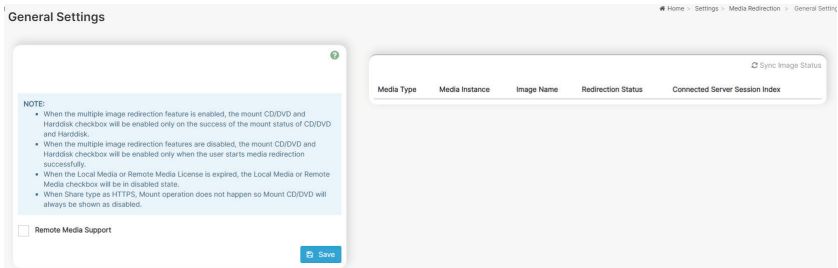 Home > Settings > Media Redirection > General Setting
General Settings
Sync Image Status
Media Type Media Instance Image Name Redirection Status Connected Server Session Index
NOTE:
• When the multiple image redirection feature is enabled, the mount CD/DVD and
Harddisk checkbox will be enabled only on the success of the mount status of CD/DVD
and Harddisk.
• When the multiple image redirection features are disabled, the mount CD/DVD and
Harddisk checkbox will be enabled only when the user starts media redirection
successfully.
• When the Local Media or Remote Media License is expired, the Local Media or Remote
Media checkbox will be in disabled state.
• When Share type as HTTPS, Mount operation does not happen so Mount CD/DVD will
always be shown as disabled.
Remote Media Support
Save